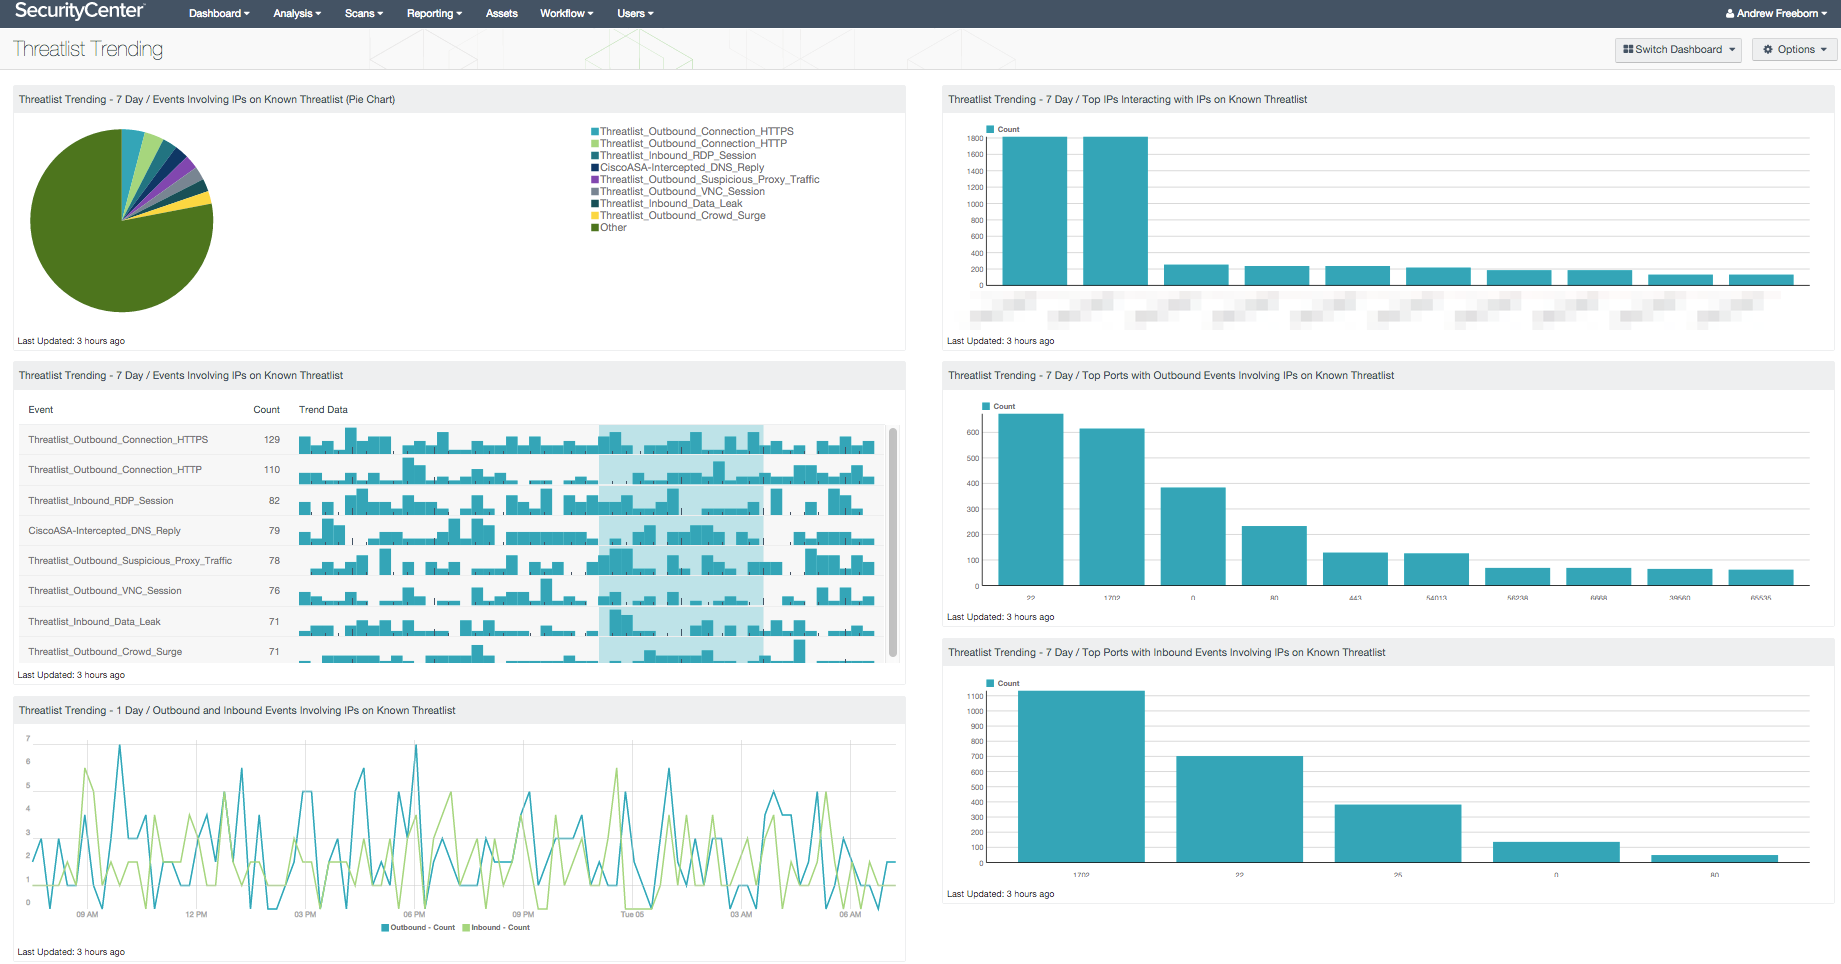 SecurityCenter
Dashboard Analysis Scans Reporting Assets Workflow Users
Andrew Freeborn
Threatlist Trending
Switch Dashboard
Options
Threatlist Trending - 7 Day / Events Involving IPs on Known Threatlist (Pie Chart)
Threatlist_Outbound_Connection_HTTPS
Threatlist_Outbound_Connection_HTTP
Threatlist_Inbound_RDP_Session
CiscoASA-Intercepted_DNS_Reply
Threatlist_Outbound_Suspicious_Proxy_Traffic
Threatlist_Outbound_VNC_Session
Threatlist_Inbound_Data_Leak
Threatlist_Outbound_Crowd_Surge
Other
Last Updated: 3 hours ago
Threatlist Trending - 7 Day / Events Involving IPs on Known Threatlist
Event Count Trend Data
Threatlist_Outbound_Connection_HTTPS 129
Threatlist_Outbound_Connection_HTTP 110
Threatlist_Inbound_RDP_Session 82
CiscoASA-Intercepted_DNS_Reply 79
Threatlist_Outbound_Suspicious_Proxy_Traffic 78
Threatlist_Outbound_VNC_Session 76
Threatlist_Inbound_Data_Leak 71
Threatlist_Outbound_Crowd_Surge 71
Last Updated: 3 hours ago
Threatlist Trending - 1 Day / Outbound and Inbound Events Involving IPs on Known Threatlist
7
6
5
4
3
2
1
0
09 AM 12 PM 03 PM 06 PM 09 PM Tue 05 03 AM 06 AM
Outbound - Count Inbound - Count
Last Updated: 3 hours ago
Threatlist Trending - 7 Day / Top IPs Interacting with IPs on Known Threatlist
Count
1800
1600
1400
1200
1000
800
600
400
200
0
Last Updated: 3 hours ago
Threatlist Trending - 7 Day / Top Ports with Outbound Events Involving IPs on Known Threatlist
Count
600
500
400
300
200
100
0
22 1702 0 80 443 54013 56238 6668 39560 65535
Last Updated: 3 hours ago
Threatlist Trending - 7 Day / Top Ports with Inbound Events Involving IPs on Known Threatlist
Count
1100
1000
900
800
700
600
500
400
300
200
100
0
1702 22 25 0 80
Last Updated: 3 hours ago